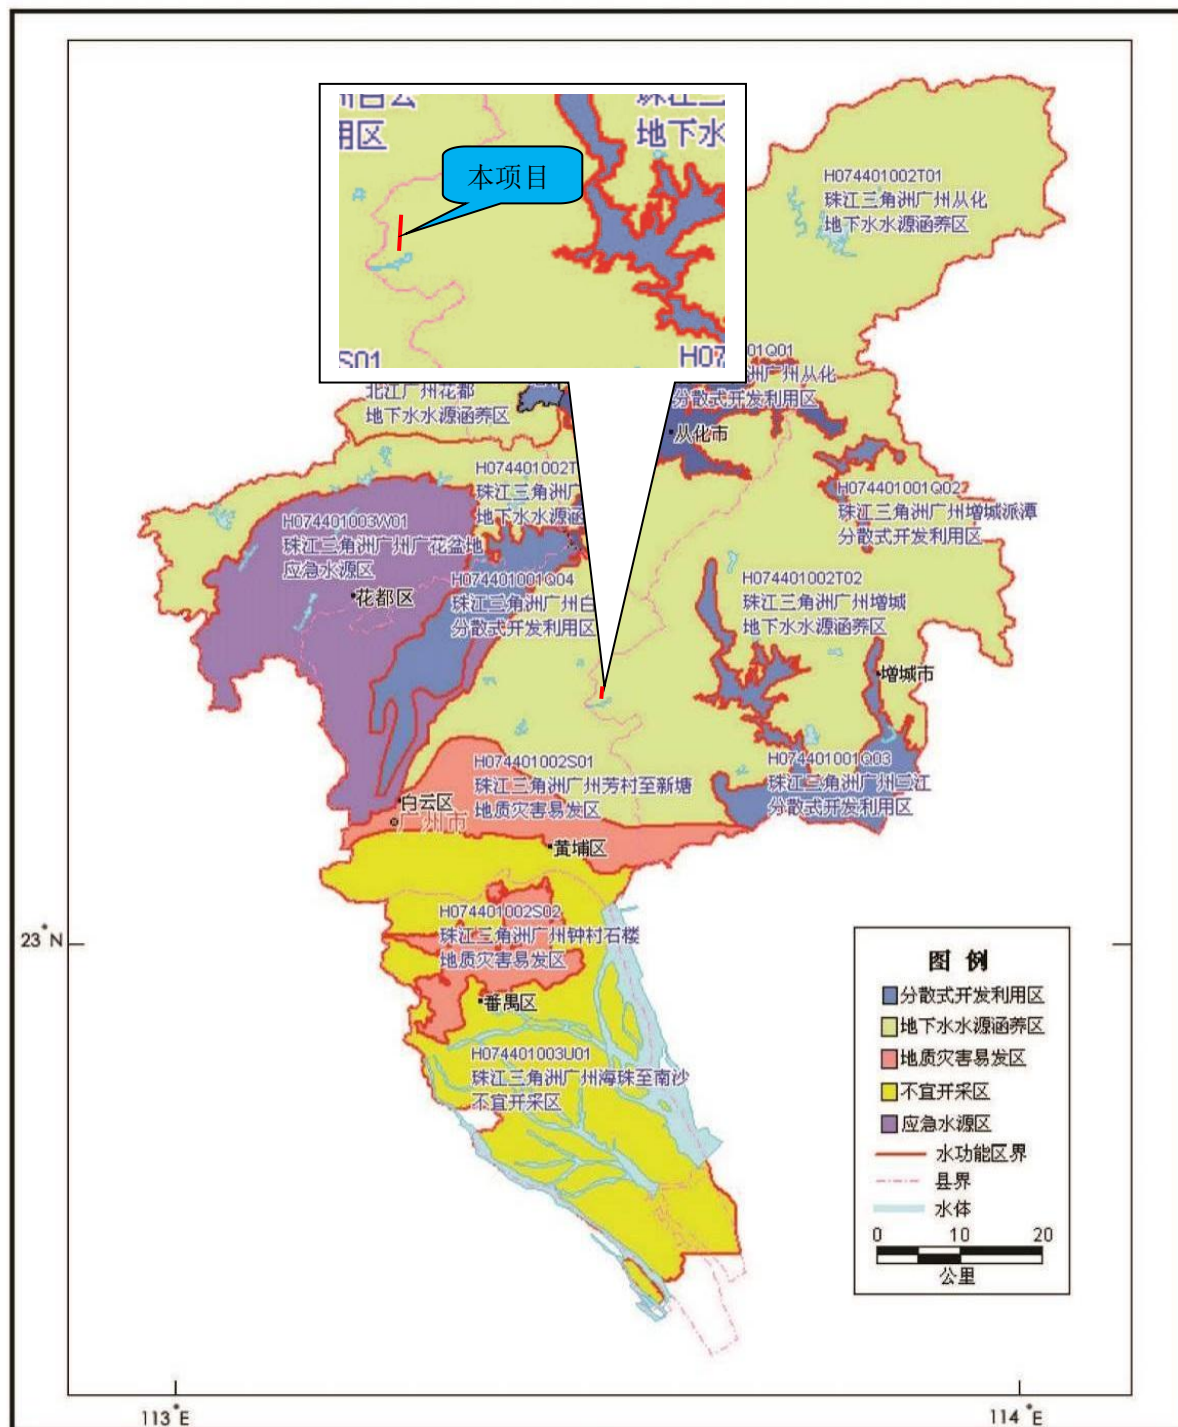 用区
地下水
本项目
S01
H07
H074401002T01
珠江三角洲广州从化
地下水水源涵养区
01Q01
洲广州从化
分散式开发利用区
北江广州花都
地下水水源涵养区
从化市
H074401002T
珠江三角洲广
地下水水源涵
H074401001Q02
珠江三角洲广州增城派潭
分散式开发利用区
H074401003W01
珠江三角洲广州广花盆地
应急水源区
花都区
H074401001Q04
珠江三角洲广州白
分散式开发利用区
H074401002T02
珠江三角洲广州增城
地下水水源涵养区
增城市
H074401002S01
珠江三角洲广州芳村至新塘
地质灾害易发区
H074401001Q03
珠江三角洲广州三江
分散式开发利用区
白云区
广州市
黄埔区
H074401002S02
珠江三角洲广州钟村石楼
地质灾害易发区
番禺区
H074401003U01
珠江三角洲广州海珠至南沙
不宜开采区
23°N
图 例
分散式开发利用区
地下水水源涵养区
地质灾害易发区
不宜开采区
应急水源区
水功能区界
县界
水体
0 10 20
公里
113°E
114°E